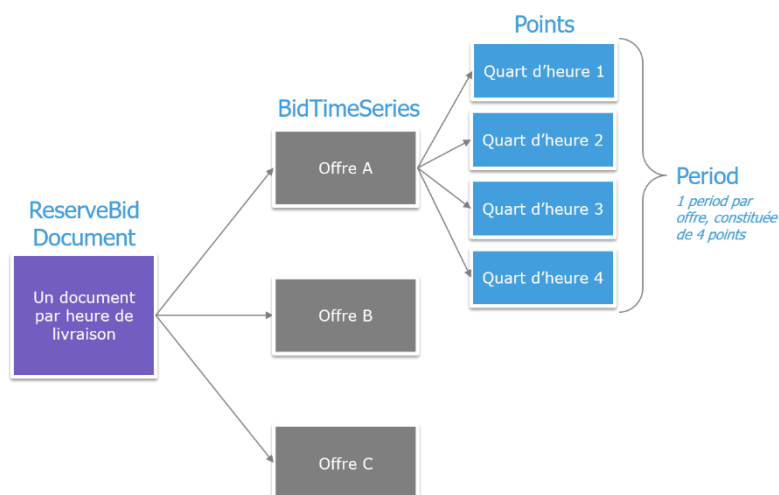 Points
Quart d'heure 1
BidTimeSeries
Quart d'heure 2
Offre A
Period
1 period par
offre, constituée
de 4 points
Quart d'heure 3
ReserveBid
Document
Quart d'heure 4
Un document
par heure de
livraison
Offre B
Offre C